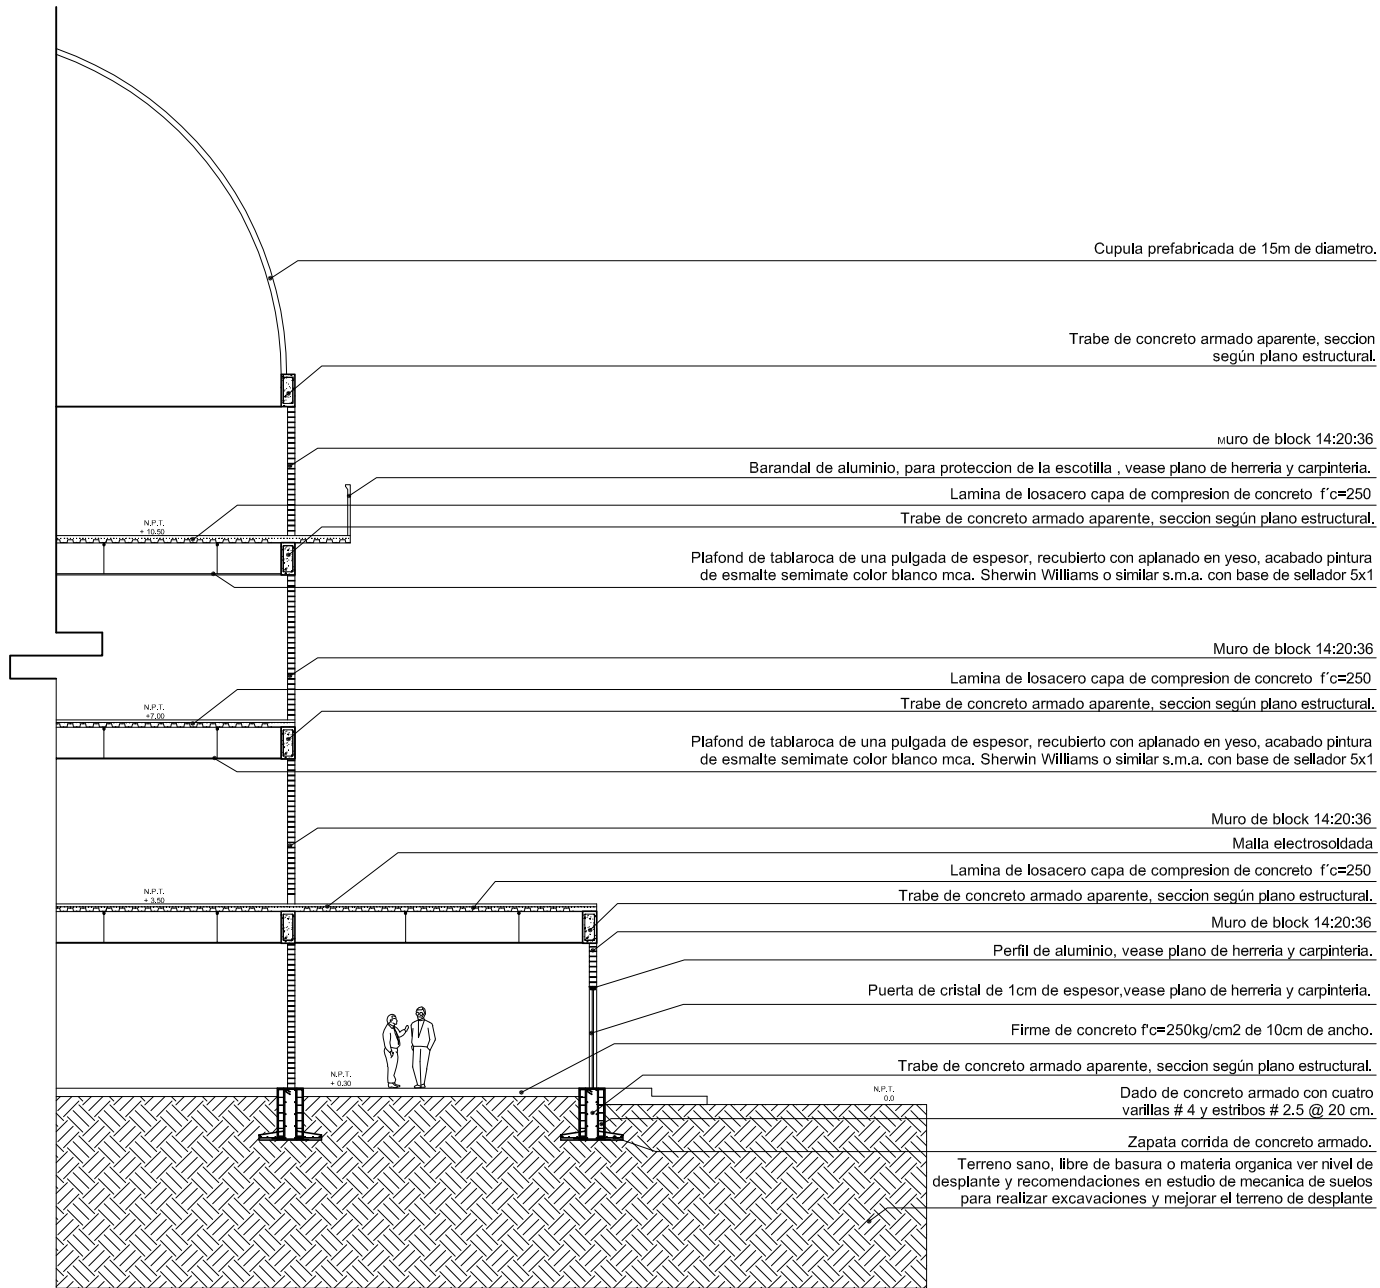 Cupula prefabricada de 15m de diametro.
Trabe de concreto armado aparente, seccion
según plano estructural.
Muro de block 14:20:36
Barandal de aluminio, para proteccion de la escotilla , vease plano de herreria y carpinteria.
Lamina de losacero capa de compresion de concreto f´c=250
N.P.T.
+ 10.50
Trabe de concreto armado aparente, seccion según plano estructural.
Plafond de tablaroca de una pulgada de espesor, recubierto con aplanado en yeso, acabado pintura
de esmalte semimate color blanco mca. Sherwin Williams o similar s.m.a. con base de sellador 5x1
Muro de block 14:20:36
Lamina de losacero capa de compresion de concreto f´c=250
N.P.T.
+7.00
Trabe de concreto armado aparente, seccion según plano estructural.
Plafond de tablaroca de una pulgada de espesor, recubierto con aplanado en yeso, acabado pintura
de esmalte semimate color blanco mca. Sherwin Williams o similar s.m.a. con base de sellador 5x1
Muro de block 14:20:36
Malla electrosoldada
Lamina de losacero capa de compresion de concreto f´c=250
N.P.T.
+ 3.50
Trabe de concreto armado aparente, seccion según plano estructural.
Muro de block 14:20:36
Perfil de aluminio, vease plano de herreria y carpinteria.
Puerta de cristal de 1cm de espesor,vease plano de herreria y carpinteria.
Firme de concreto f'c=250kg/cm2 de 10cm de ancho.
Trabe de concreto armado aparente, seccion según plano estructural.
N.P.T.
+ 0.30
N.P.T.
0.0
Dado de concreto armado con cuatro
varillas # 4 y estribos # 2.5 @ 20 cm.
Zapata corrida de concreto armado.
Terreno sano, libre de basura o materia organica ver nivel de
desplante y recomendaciones en estudio de mecanica de suelos
para realizar excavaciones y mejorar el terreno de desplante